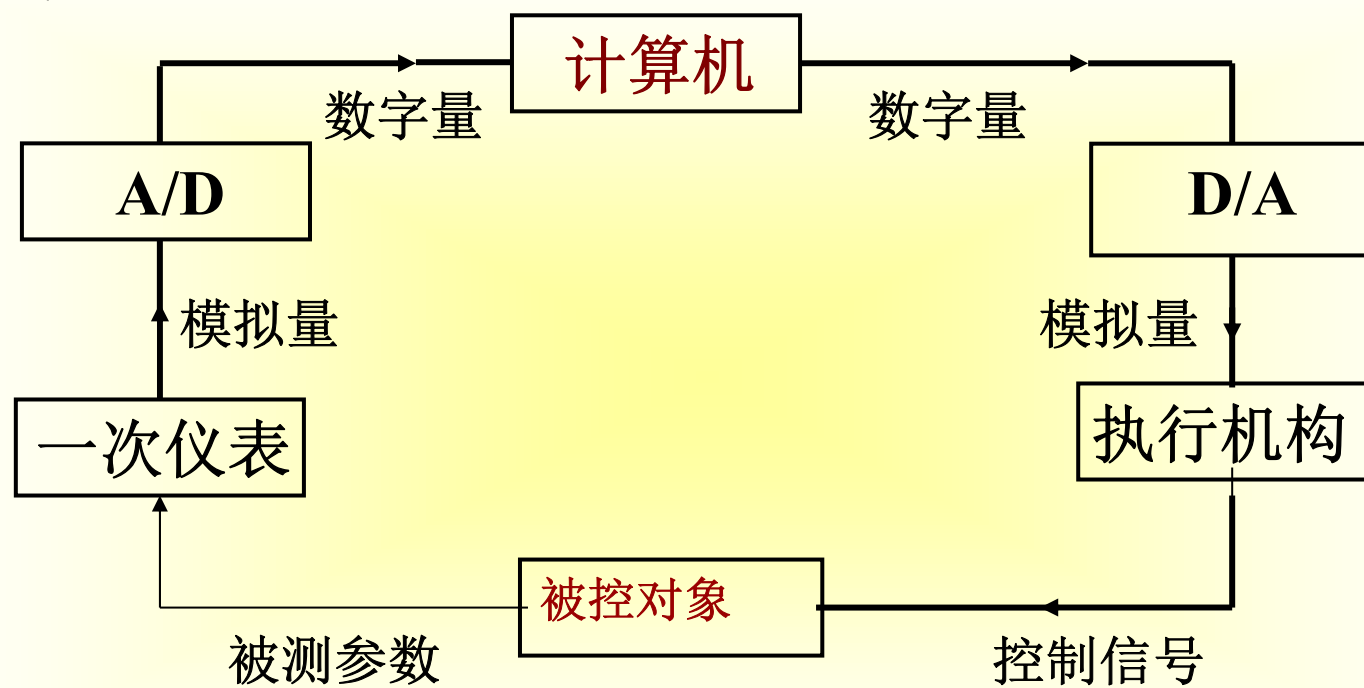 计算机
数字量
数字量
A/D
D/A
模拟量
模拟量
一次仪表
执行机构
被控对象
被测参数
控制信号